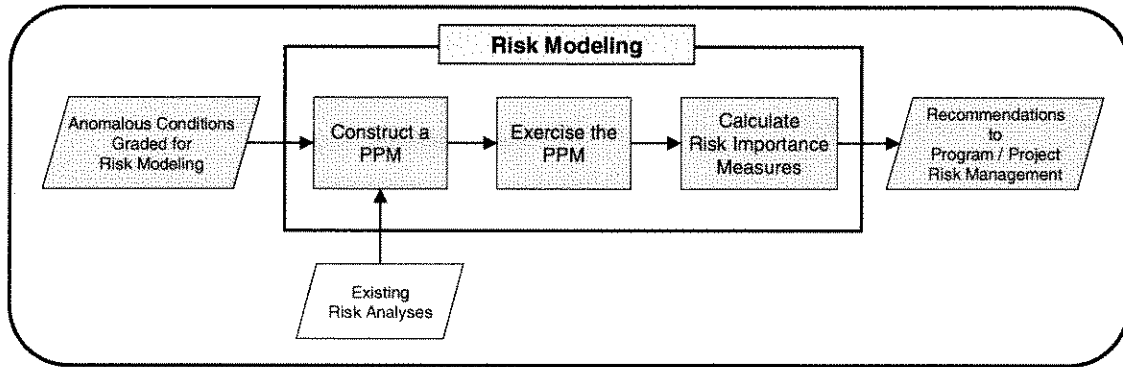 Risk Modeling
Anomalous Conditions
Graded for
Risk Modeling
Construct a
PPM
Exercise the
PPM
Calculate
Risk Importance
Measures
Recommendations
to
Program / Project
Risk Management
Existing
Risk Analyses